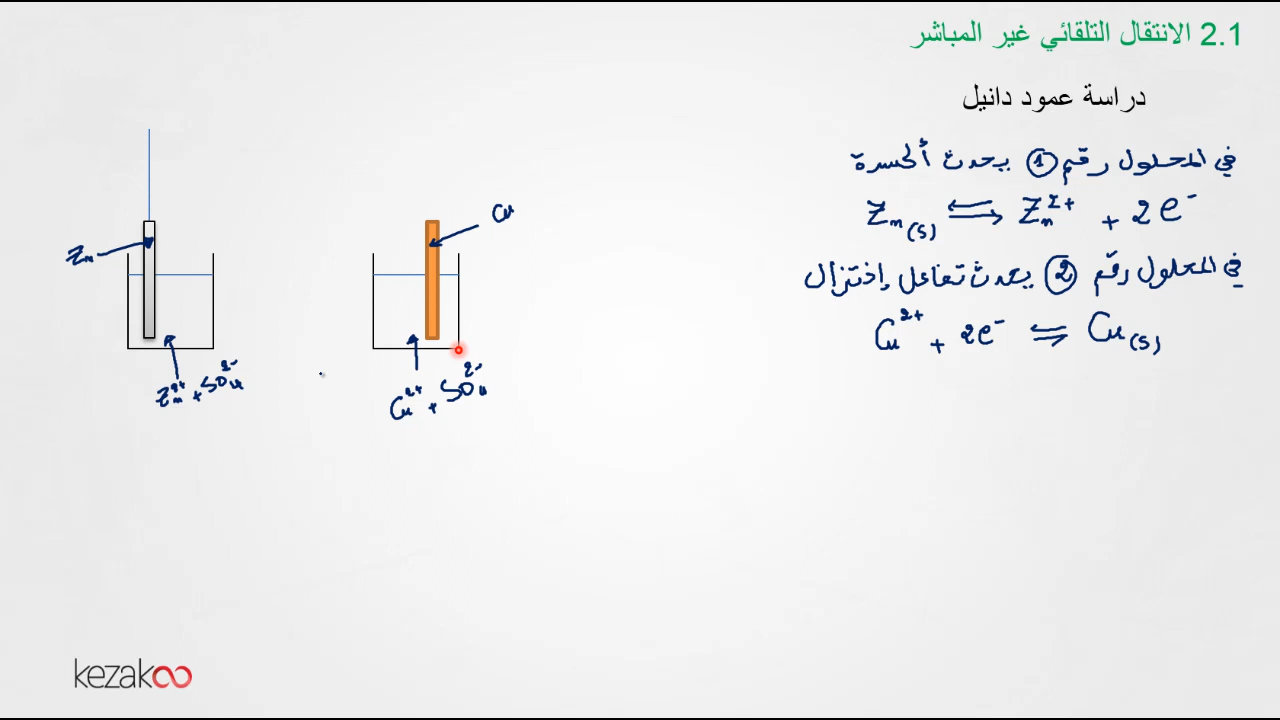 2.1 الانتقال التلقائي غير المباشر
دراسة عمود دانيل
في المحلول رقم ① يحدث أكسدة
Zn(s) ⇌ Zn²⁺ + 2e⁻
في المحلول رقم ② يحدث تفاعل إختزال
Cu²⁺ + 2e⁻ ⇌ Cu(s)
Zn
Cu
Zn²⁺ + SO₄²⁻
Cu²⁺ + SO₄²⁻
kezakoo